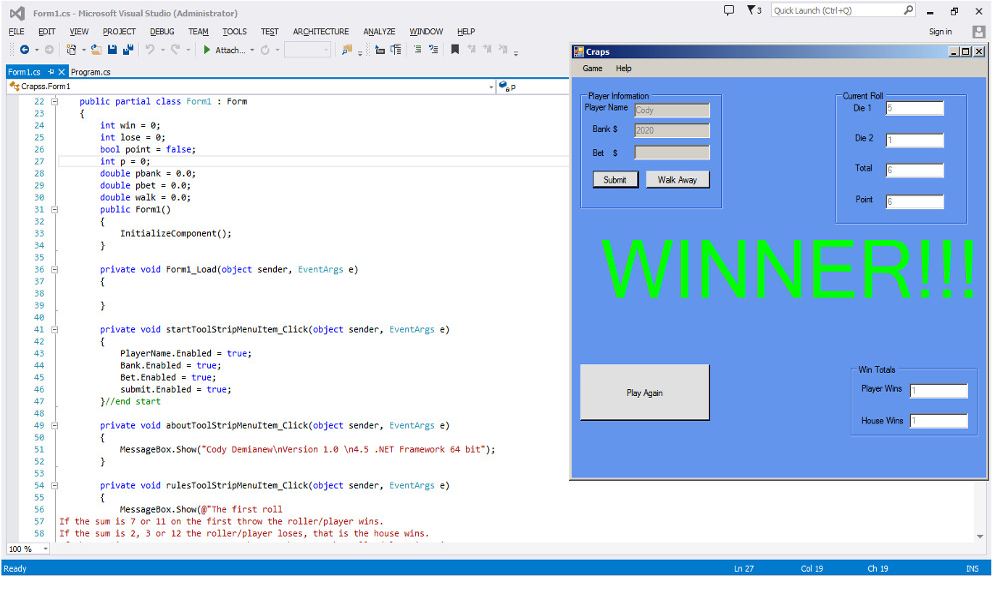 Form1.cs - Microsoft Visual Studio (Administrator)
3
Quick Launch (Ctrl+Q)
FILE EDIT VIEW PROJECT DEBUG TEAM TOOLS TEST ARCHITECTURE ANALYZE WINDOW HELP
Sign in
Attach...
Form1.cs Program.cs
Crapss.Form1
p
22 public partial class Form1 : Form
23 {
24 int win = 0;
25 int lose = 0;
26 bool point = false;
27 int p = 0;
28 double pbank = 0.0;
29 double pbet = 0.0;
30 double walk = 0.0;
31 public Form1()
32 {
33 InitializeComponent();
34 }
35
36 private void Form1_Load(object sender, EventArgs e)
37 {
38
39 }
40
41 private void startToolStripMenuItem_Click(object sender, EventArgs e)
42 {
43 PlayerName.Enabled = true;
44 Bank.Enabled = true;
45 Bet.Enabled = true;
46 submit.Enabled = true;
47 }//end start
48
49 private void aboutToolStripMenuItem_Click(object sender, EventArgs e)
50 {
51 MessageBox.Show("Cody Demianew\nVersion 1.0 \n4.5 .NET Framework 64 bit");
52 }
53
54 private void rulesToolStripMenuItem_Click(object sender, EventArgs e)
55 {
56 MessageBox.Show(@"The first roll
57 If the sum is 7 or 11 on the first throw the roller/player wins.
58 If the sum is 2, 3 or 12 the roller/player loses, that is the house wins.
100 %
Ready
Ln 27 Col 19 Ch 19 INS
Craps
Game Help
Player Information
Player Name Cody
Bank $ 2020
Bet $
Submit Walk Away
Current Roll
Die 1 5
Die 2 1
Total 6
Point 6
WINNER!!!
Play Again
Win Totals
Player Wins 1
House Wins 1